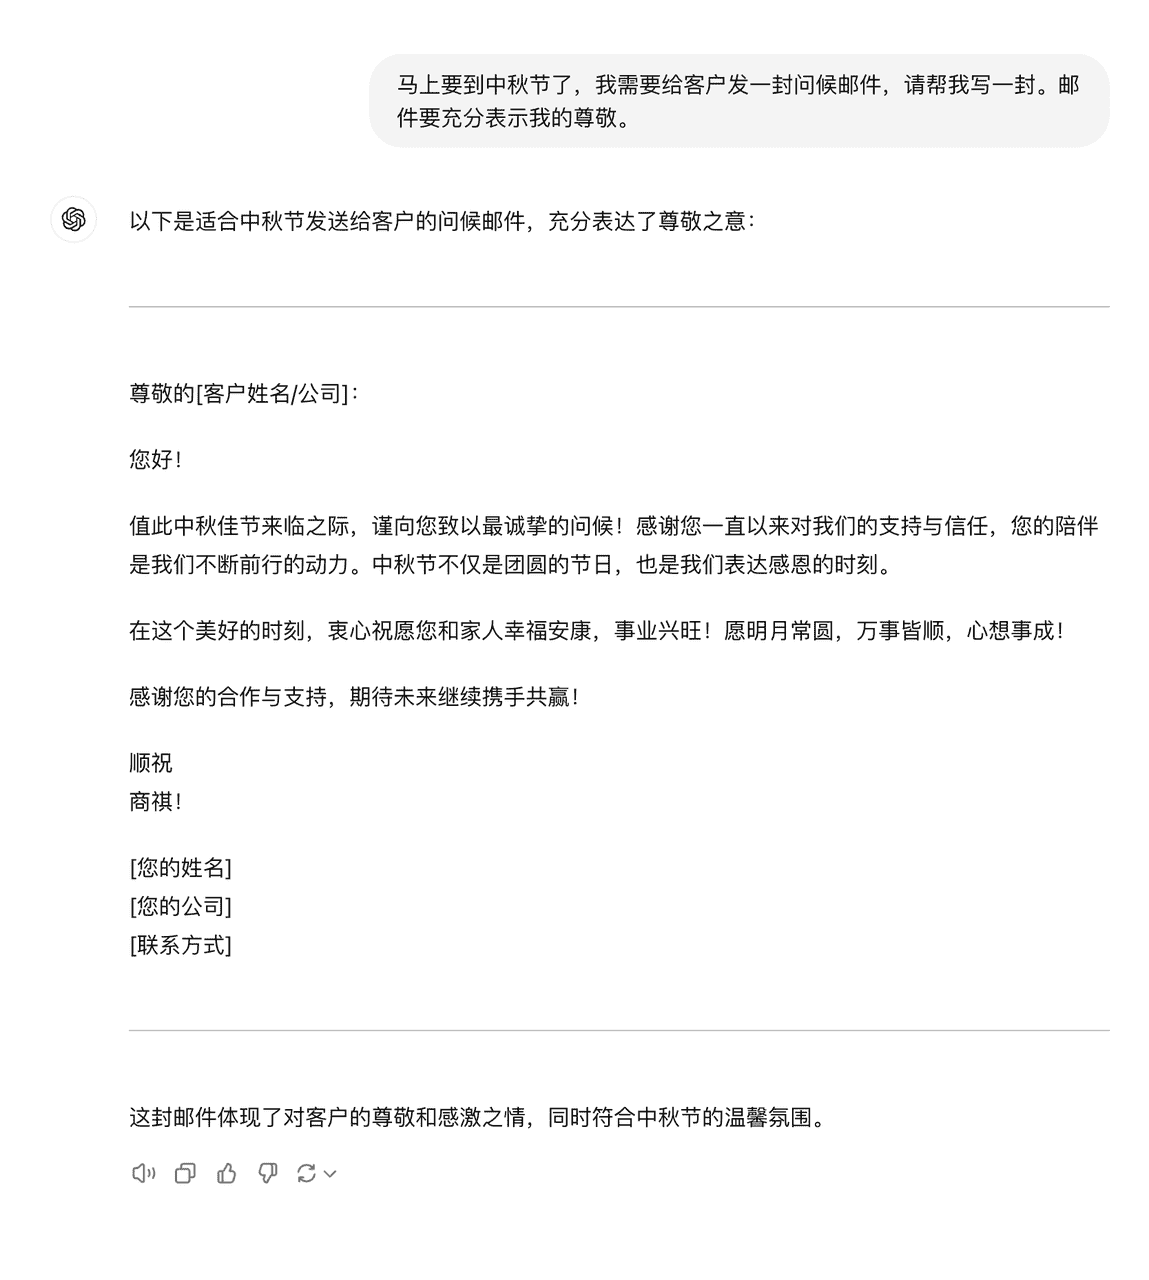 马上要到中秋节了，我需要给客户发一封问候邮件，请帮我写一封。邮
件要充分表示我的尊敬。
以下是适合中秋节发送给客户的问候邮件，充分表达了尊敬之意：
尊敬的[客户姓名/公司]：
您好！
值此中秋佳节来临之际，谨向您致以最诚挚的问候！感谢您一直以来对我们的支持与信任，您的陪伴
是我们不断前行的动力。中秋节不仅是团圆的节日，也是我们表达感恩的时刻。
在这个美好的时刻，衷心祝愿您和家人幸福安康，事业兴旺！愿明月常圆，万事皆顺，心想事成！
感谢您的合作与支持，期待未来继续携手共赢！
顺祝
商祺！
[您的姓名]
[您的公司]
[联系方式]
这封邮件体现了对客户的尊敬和感激之情，同时符合中秋节的温馨氛围。